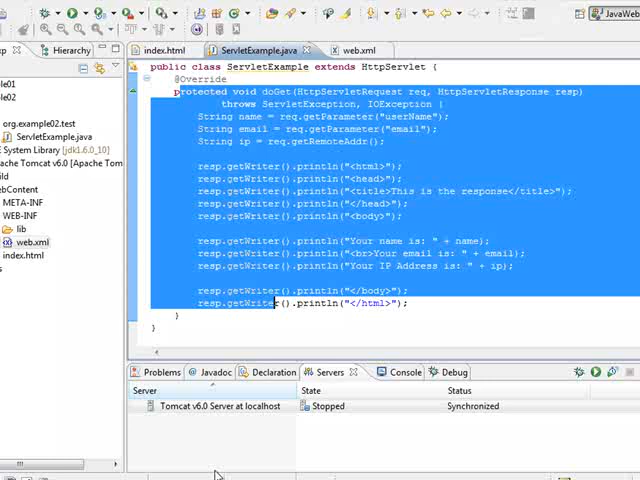 JavaWeb
xp
Hierarchy
index.html
ServletExample.java
web.xml
public class ServletExample extends HttpServlet {
@Override
protected void doGet(HttpServletRequest req, HttpServletResponse resp)
throws ServletException, IOException {
String name = req.getParameter("userName");
String email = req.getParameter("email");
String ip = req.getRemoteAddr();
resp.getWriter().println("<html>");
resp.getWriter().println("<head>");
resp.getWriter().println("<title>This is the response</title>");
resp.getWriter().println("</head>");
resp.getWriter().println("<body>");
resp.getWriter().println("Your name is: " + name);
resp.getWriter().println("<br>Your email is: " + email);
resp.getWriter().println("Your IP Address is: " + ip);
resp.getWriter().println("</body>");
resp.getWriter().println("</html>");
}
}
le01
le02
org.example02.test
ServletExample.java
E System Library [jdk1.6.0_10]
pache Tomcat v6.0 [Apache Tom
ild
ebContent
META-INF
WEB-INF
lib
web.xml
index.html
s
Problems
Javadoc
Declaration
Servers
Console
Debug
Server
State
Status
Tomcat v6.0 Server at localhost
Stopped
Synchronized